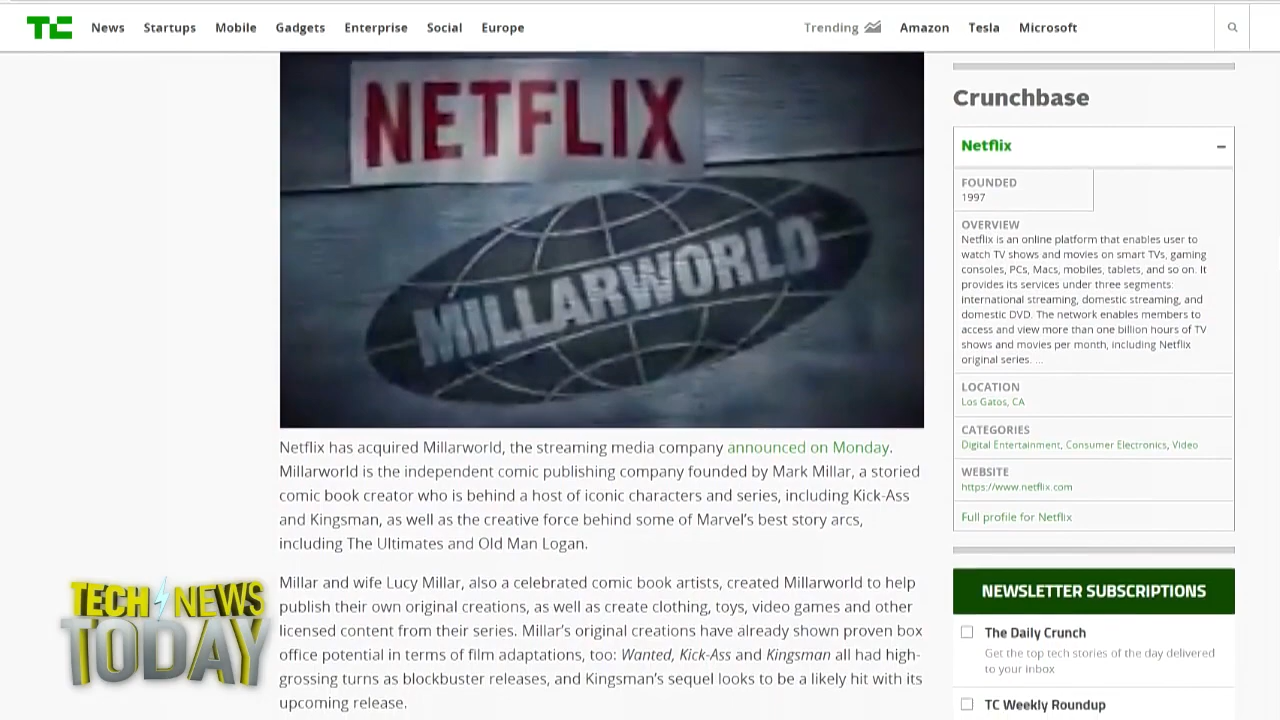 TC News Startups Mobile Gadgets Enterprise Social Europe Trending Amazon Tesla Microsoft
NETFLIX
MILLARWORLD
Netflix has acquired Millarworld, the streaming media company announced on Monday.
Millarworld is the independent comic publishing company founded by Mark Millar, a storied
comic book creator who is behind a host of iconic characters and series, including Kick-Ass
and Kingsman, as well as the creative force behind some of Marvel's best story arcs,
including The Ultimates and Old Man Logan.
Millar and wife Lucy Millar, also a celebrated comic book artists, created Millarworld to help
publish their own original creations, as well as create clothing, toys, video games and other
licensed content from their series. Millar's original creations have already shown proven box
office potential in terms of film adaptations, too: Wanted, Kick-Ass and Kingsman all had high-
grossing turns as blockbuster releases, and Kingsman's sequel looks to be a likely hit with its
upcoming release.
TECH NEWS
TODAY
Crunchbase
Netflix –
FOUNDED
1997
OVERVIEW
Netflix is an online platform that enables user to
watch TV shows and movies on smart TVs, gaming
consoles, PCs, Macs, mobiles, tablets, and so on. It
provides its services under three segments:
international streaming, domestic streaming, and
domestic DVD. The network enables members to
access and view more than one billion hours of TV
shows and movies per month, including Netflix
original series. ...
LOCATION
Los Gatos, CA
CATEGORIES
Digital Entertainment, Consumer Electronics, Video
WEBSITE
https://www.netflix.com
Full profile for Netflix
NEWSLETTER SUBSCRIPTIONS
The Daily Crunch
Get the top tech stories of the day delivered
to your inbox
TC Weekly Roundup